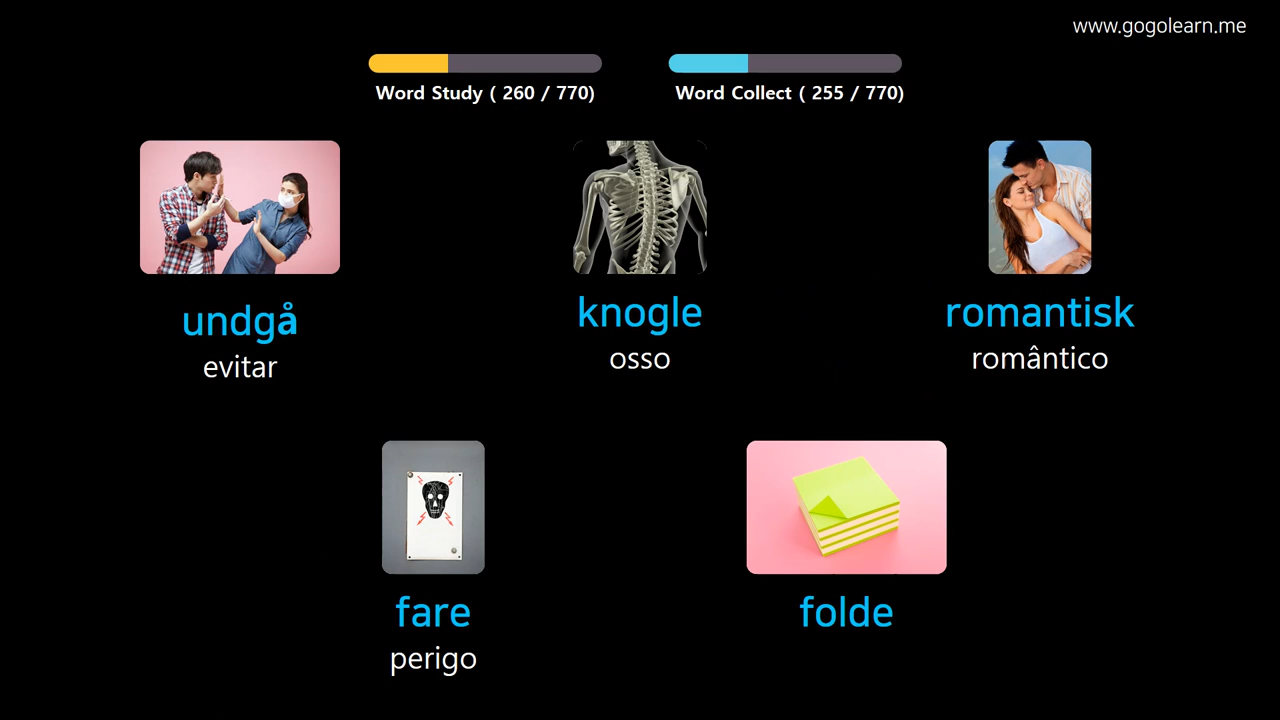 www.gogolearn.me
Word Study ( 260 / 770)
Word Collect ( 255 / 770)
undgå
evitar
knogle
osso
romantisk
romântico
fare
perigo
folde